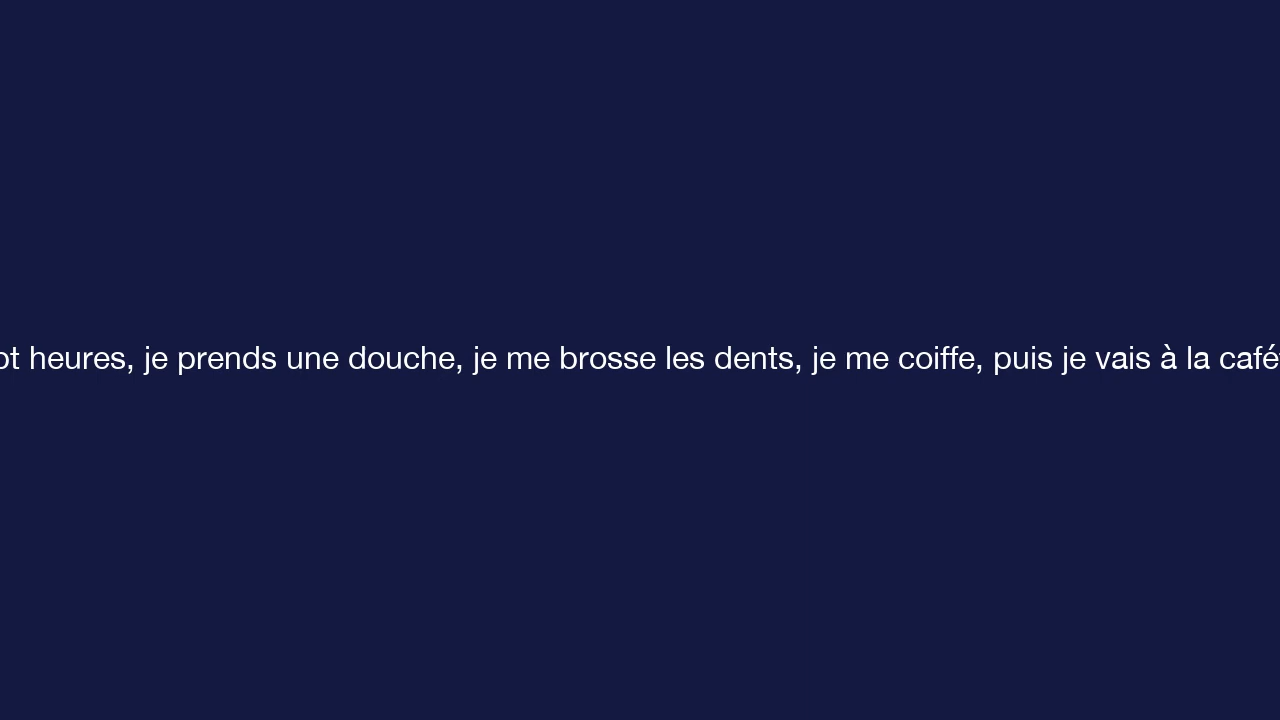 heures, je prends une douche, je me brosse les dents, je me coiffe, puis je vais à la